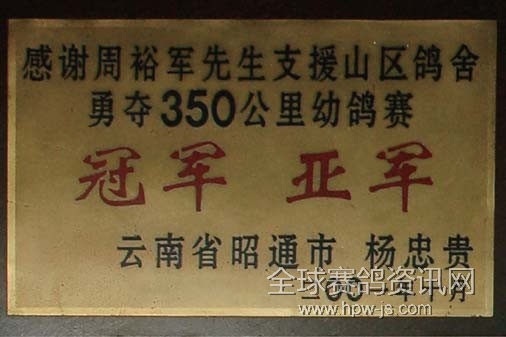 感谢周裕军先生支援山区鸽舍
勇夺350公里幼鸽赛
冠军 亚军
云南省昭通市 杨忠贵
全球赛鸽资讯网
www.hpw-js.com